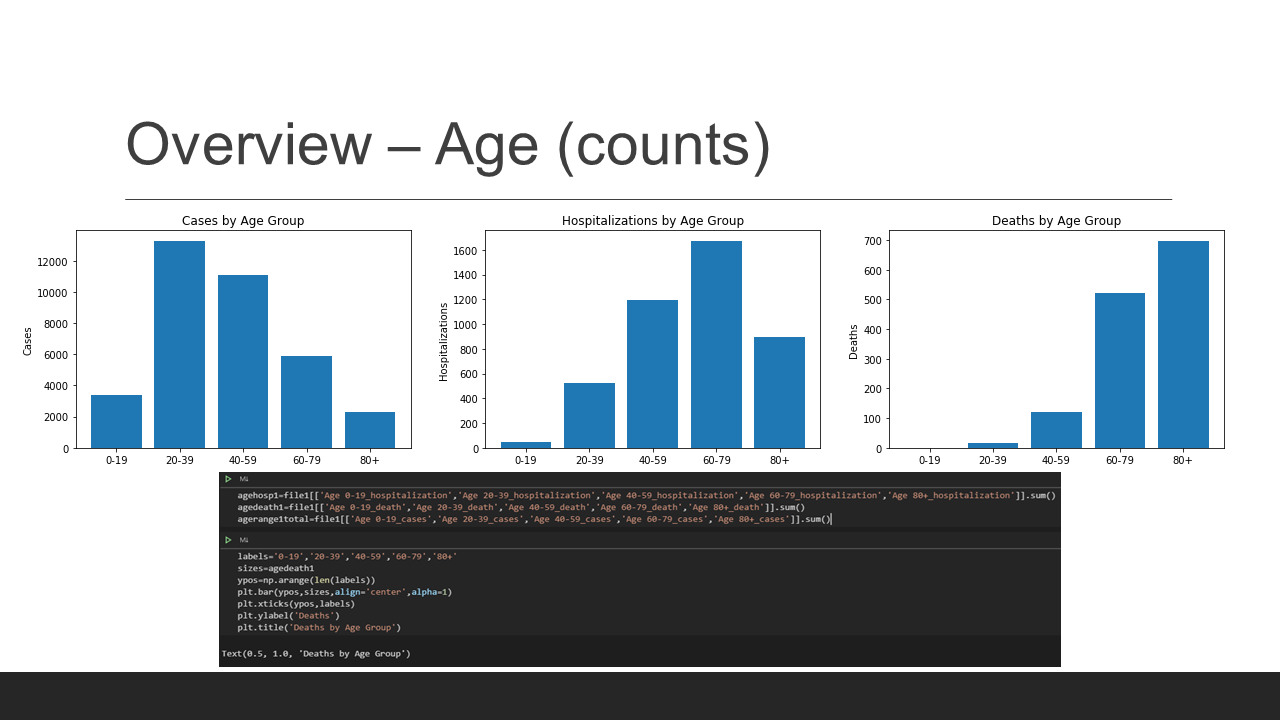 Overview – Age (counts)
Cases by Age Group
Cases
12000
10000
8000
6000
4000
2000
0
0-19 20-39 40-59 60-79 80+
Hospitalizations by Age Group
Hospitalizations
1600
1400
1200
1000
800
600
400
200
0
0-19 20-39 40-59 60-79 80+
Deaths by Age Group
Deaths
700
600
500
400
300
200
100
0
0-19 20-39 40-59 60-79 80+
M↓
agehosp1=file1[['Age 0-19_hospitalization','Age 20-39_hospitalization','Age 40-59_hospitalization','Age 60-79_hospitalization','Age 80+_hospitalization']].sum()
agedeath1=file1[['Age 0-19_death','Age 20-39_death','Age 40-59_death','Age 60-79_death','Age 80+_death']].sum()
agerange1total=file1[['Age 0-19_cases','Age 20-39_cases','Age 40-59_cases','Age 60-79_cases','Age 80+_cases']].sum()
M↓
labels='0-19','20-39','40-59','60-79','80+'
sizes=agedeath1
ypos=np.arange(len(labels))
plt.bar(ypos,sizes,align='center',alpha=1)
plt.xticks(ypos,labels)
plt.ylabel('Deaths')
plt.title('Deaths by Age Group')
Text(0.5, 1.0, 'Deaths by Age Group')